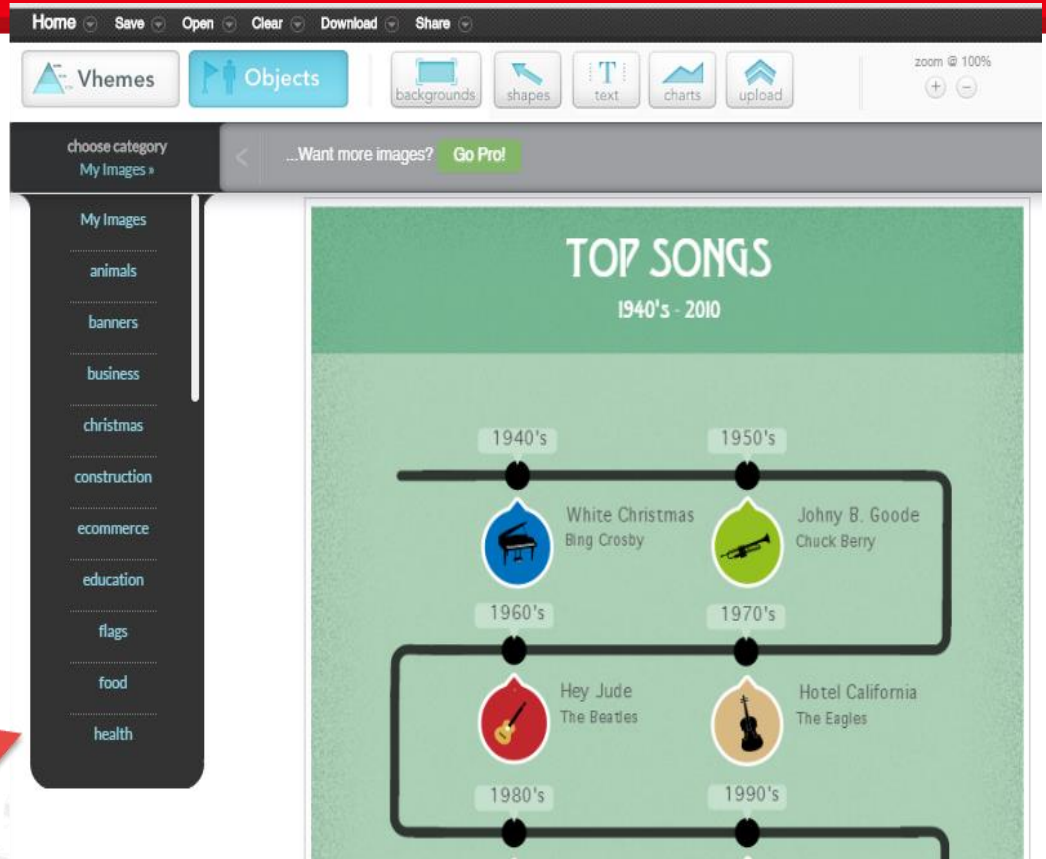 Home Save Open Clear Download Share
Vhemes Objects backgrounds shapes text charts upload zoom @ 100%
choose category
My Images »
...Want more images? Go Pro!
My Images
animals
banners
business
christmas
construction
ecommerce
education
flags
food
health
TOP SONGS
1940's - 2010
1940's 1950's
White Christmas
Bing Crosby
Johny B. Goode
Chuck Berry
1960's 1970's
Hey Jude
The Beatles
Hotel California
The Eagles
1980's 1990's